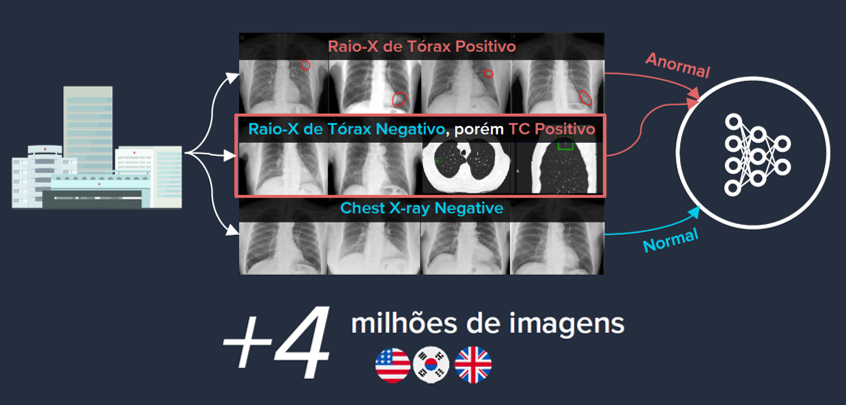 Raio-X de Tórax Positivo
Anormal
Raio-X de Tórax Negativo, porém TC Positivo
Chest X-ray Negative
Normal
+4 milhões de imagens